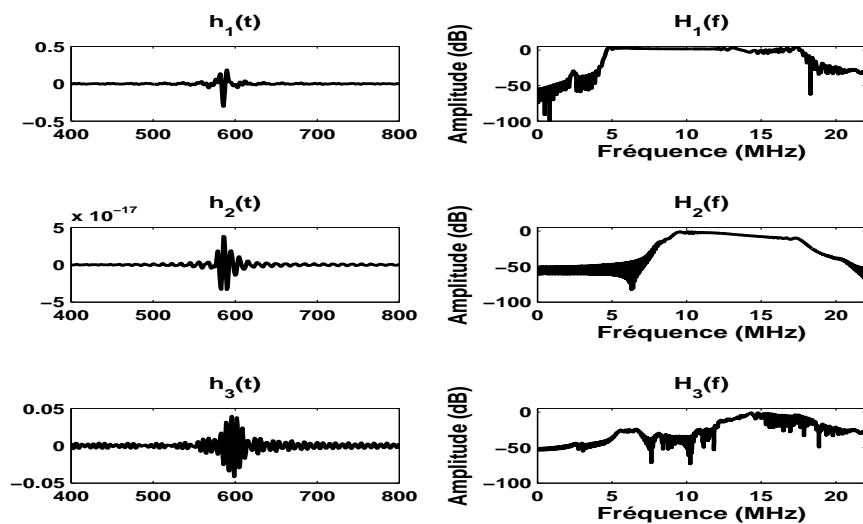 h1(t)
0.5
0
−0.5
400 500 600 700 800
H1(f)
Amplitude (dB)
0
−50
−100
0 5 10 15 20
Fréquence (MHz)
x 10−17
h2(t)
5
0
−5
400 500 600 700 800
H2(f)
Amplitude (dB)
0
−50
−100
0 5 10 15 20
Fréquence (MHz)
h3(t)
0.05
0
−0.05
400 500 600 700 800
H3(f)
Amplitude (dB)
0
−50
−100
0 5 10 15 20
Fréquence (MHz)